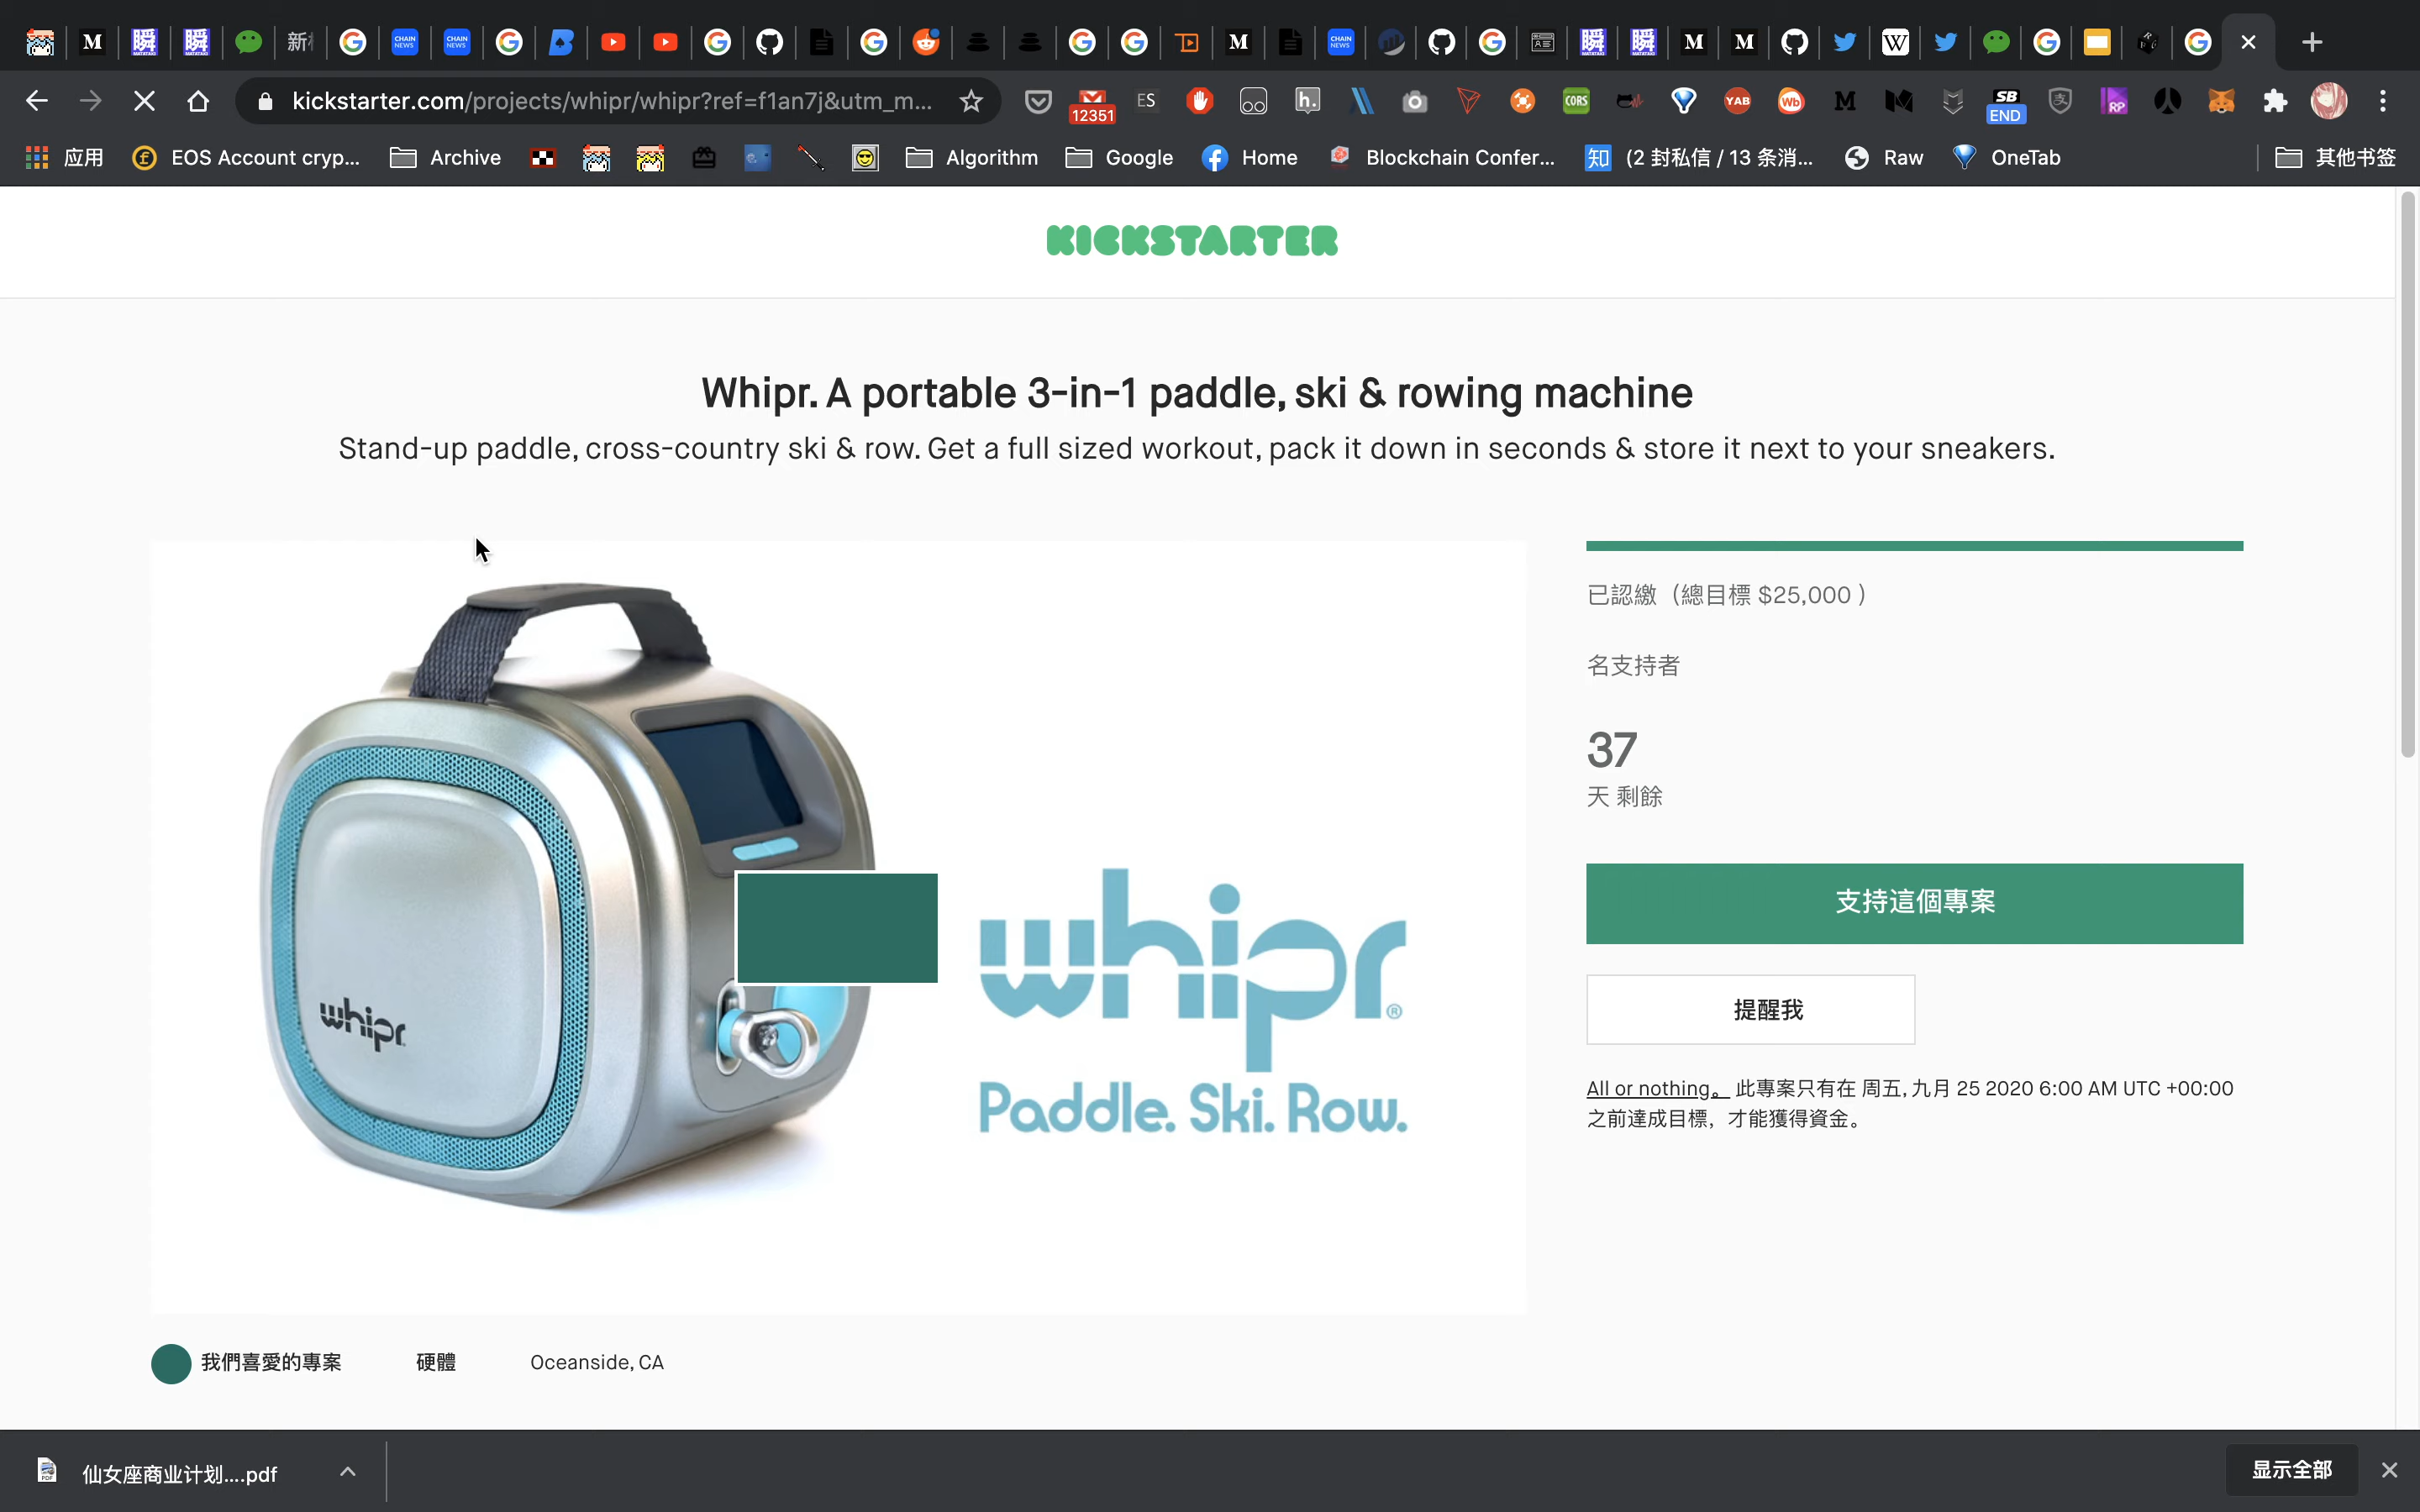 新
kickstarter.com/projects/whipr/whipr?ref=f1an7j&utm_m...
12351
ES
h.
CORS
YAB
Wb
SB
END
RP
应用
EOS Account cryp...
Archive
Algorithm
Google
Home
Blockchain Confer...
知
(2 封私信 / 13 条消...
Raw
OneTab
其他书签
KICKSTARTER
Whipr. A portable 3-in-1 paddle, ski & rowing machine
Stand-up paddle, cross-country ski & row. Get a full sized workout, pack it down in seconds & store it next to your sneakers.
已認繳（總目標 $25,000 ）
名支持者
37
天 剩餘
支持這個專案
提醒我
All or nothing。 此專案只有在 周五, 九月 25 2020 6:00 AM UTC +00:00
之前達成目標，才能獲得資金。
whipr
whipr®
Paddle. Ski. Row.
我們喜愛的專案
硬體
Oceanside, CA
仙女座商业计划....pdf
显示全部